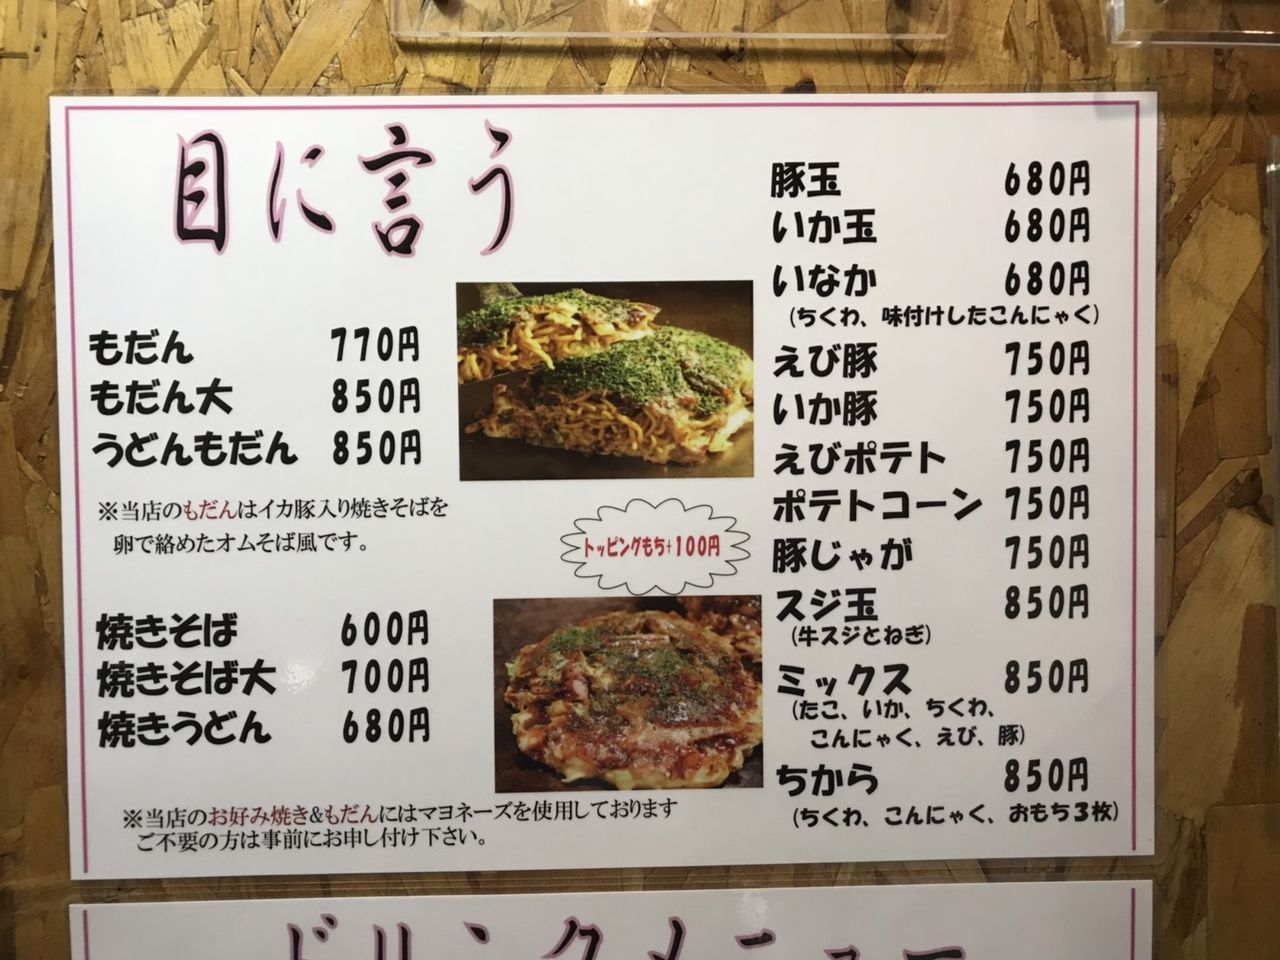 目に言う
もだん 770円
もだん大 850円
うどんもだん 850円
※当店のもだんはイカ豚入り焼きそばを
卵で絡めたオムそば風です。
焼きそば 600円
焼きそば大 700円
焼きうどん 680円
※当店のお好み焼き&もだんにはマヨネーズを使用しております
ご不要の方は事前にお申し付け下さい。
トッピングもち+100円
豚玉 680円
いか玉 680円
いなか 680円
(ちくわ、味付けしたこんにゃく)
えび豚 750円
いか豚 750円
えびポテト 750円
ポテトコーン 750円
豚じゃが 750円
スジ玉 850円
(牛スジとねぎ)
ミックス 850円
(たこ、いか、ちくわ、
こんにゃく、えび、豚)
ちから 850円
(ちくわ、こんにゃく、おもち3枚)
ドリンクメニュー